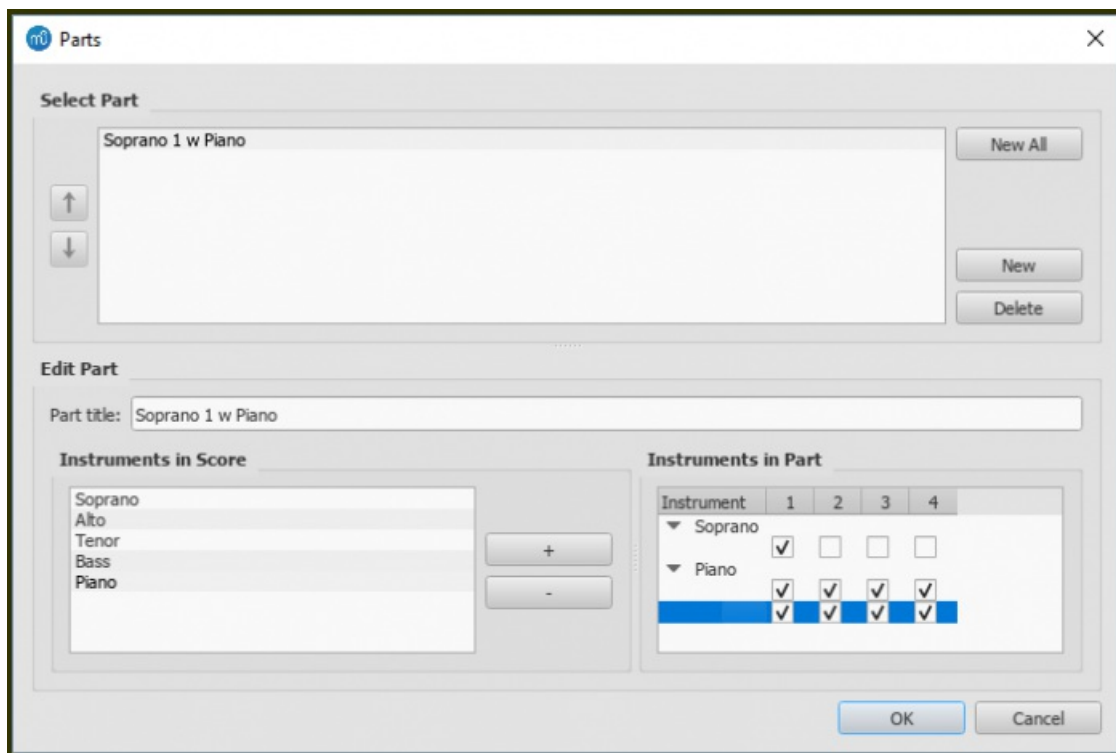 Parts
Select Part
Soprano 1 w Piano
New All
New
Delete
Edit Part
Part title: Soprano 1 w Piano
Instruments in Score
Soprano
Alto
Tenor
Bass
Piano
+
-
Instruments in Part
Instrument 1 2 3 4
Soprano
Piano
OK Cancel